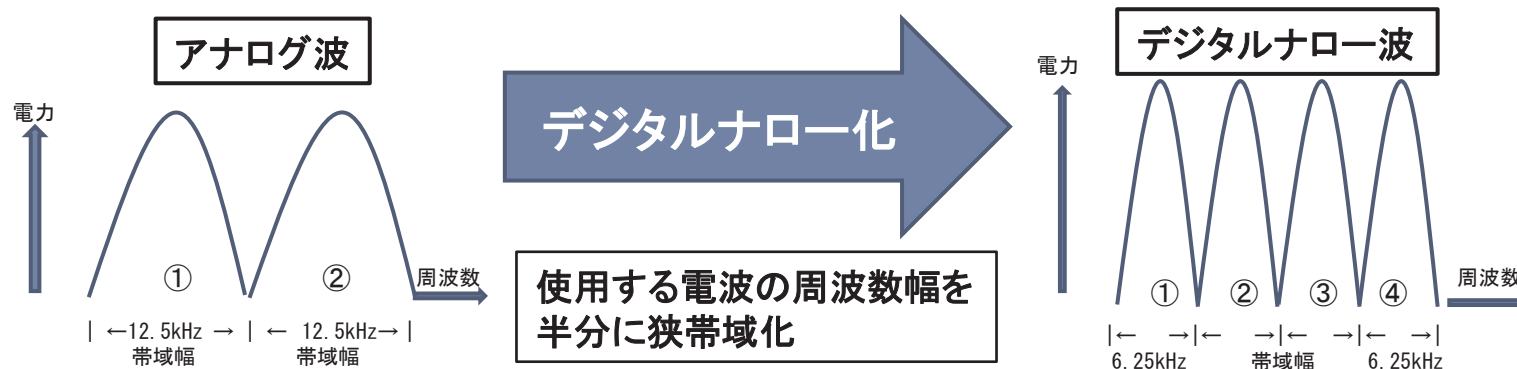 アナログ波
電力
① ②
周波数
| ←12.5kHz → | ← 12.5kHz→ |
帯域幅 帯域幅
デジタルナロー化
使用する電波の周波数幅を
半分に狭帯域化
デジタルナロー波
電力
① ② ③ ④
周波数
|← →|← →|← →|← →|
6.25kHz 帯域幅 6.25kHz